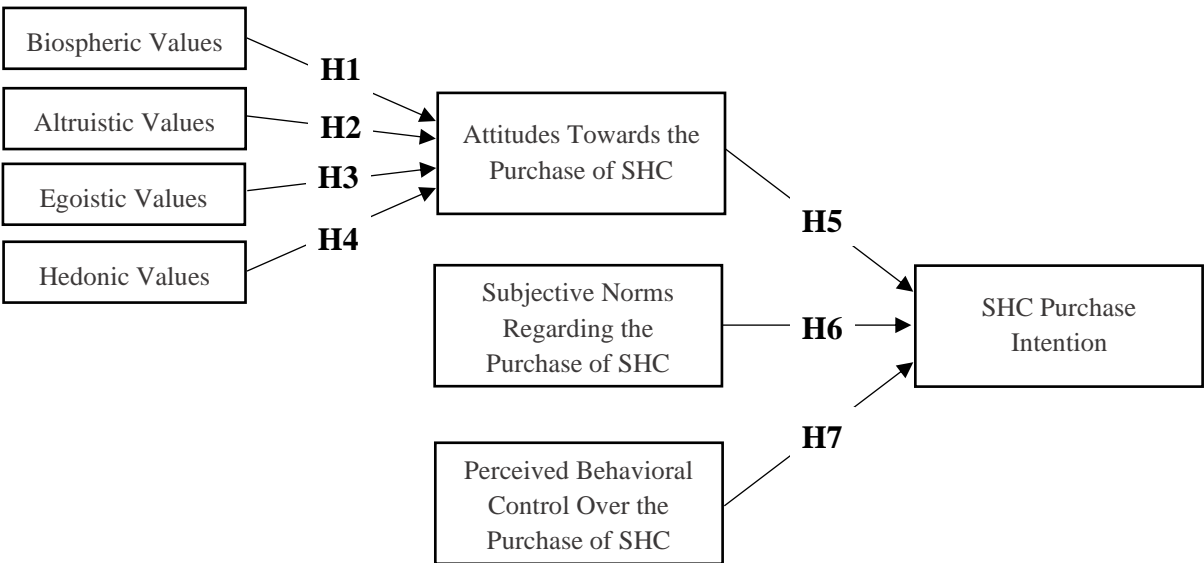 Biospheric Values
H1
Altruistic Values
H2
Egoistic Values
H3
Hedonic Values
H4
Attitudes Towards the
Purchase of SHC
H5
Subjective Norms
Regarding the
Purchase of SHC
H6
SHC Purchase
Intention
H7
Perceived Behavioral
Control Over the
Purchase of SHC